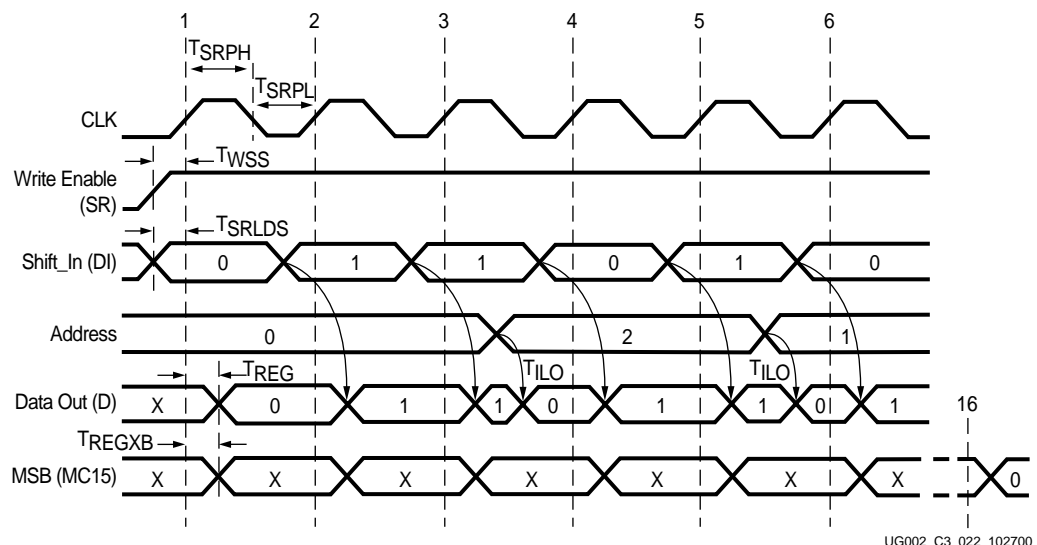 1 2 3 4 5 6
TSRPH
TSRPL
CLK
TWSS
Write Enable
(SR)
TSRLDS
Shift_In (DI) 0 1 1 0 1 0
Address 0 2 1
TREG TILO TILO
Data Out (D) X 0 1 1 0 1 1 0 1
16
TREGXB
MSB (MC15) X X X X X X X 0
UG002_C3_022_102700